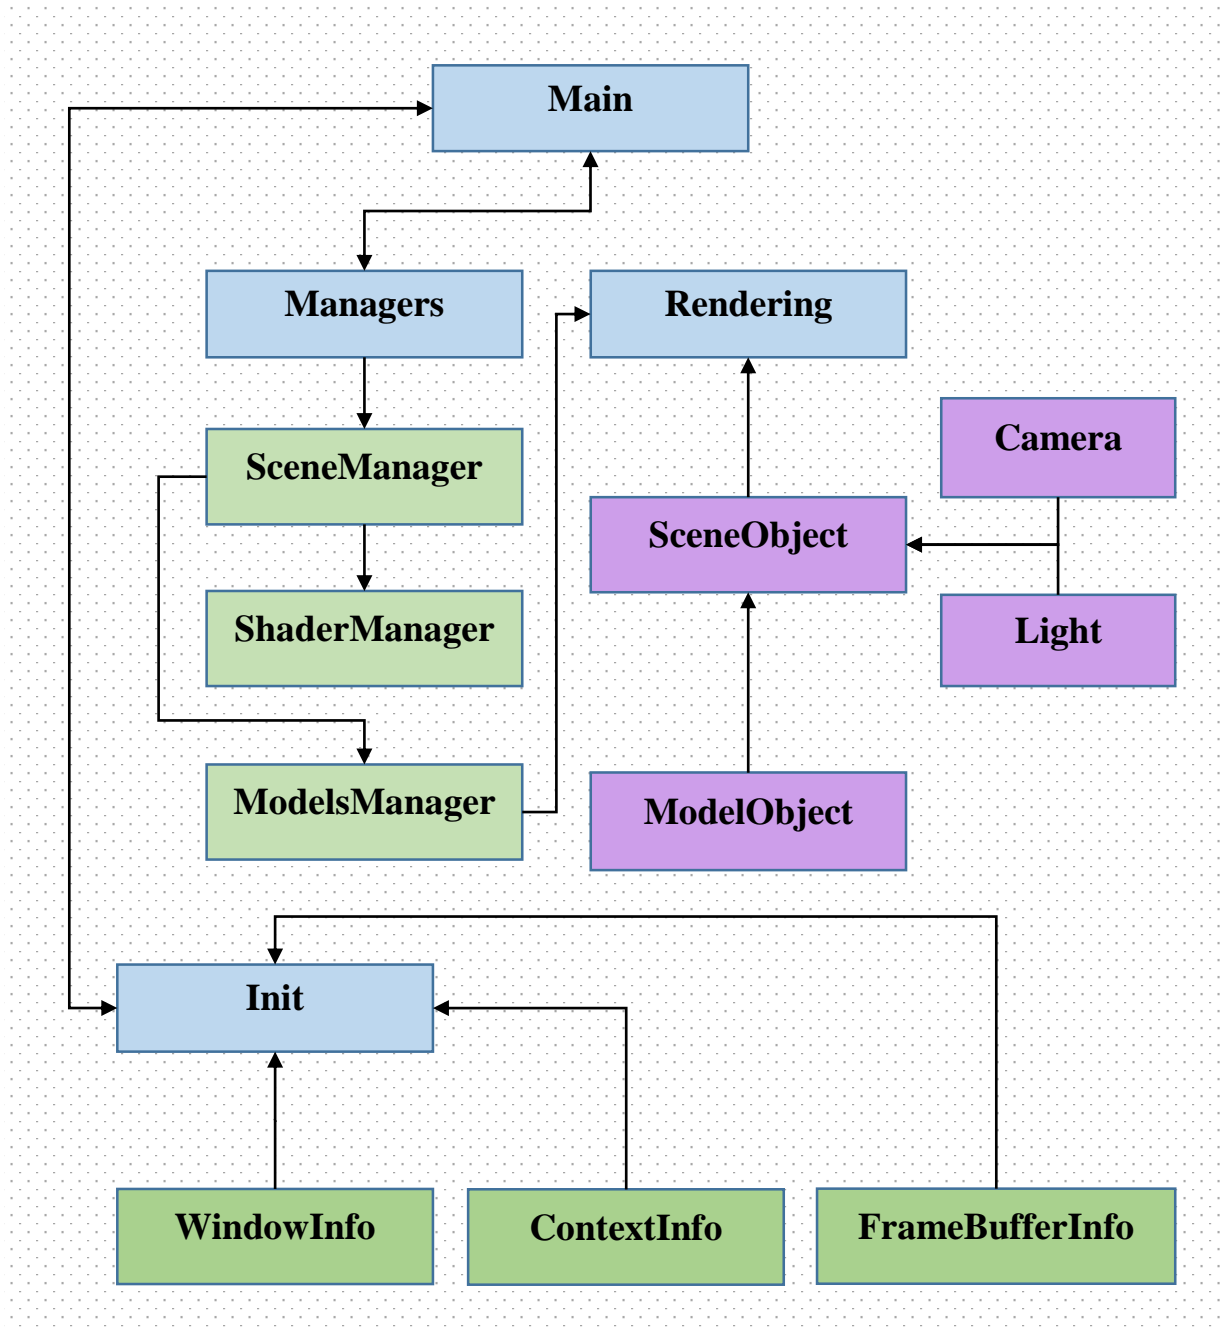 Main
Managers
Rendering
Camera
SceneManager
SceneObject
ShaderManager
Light
ModelsManager
ModelObject
Init
WindowInfo
ContextInfo
FrameBufferInfo